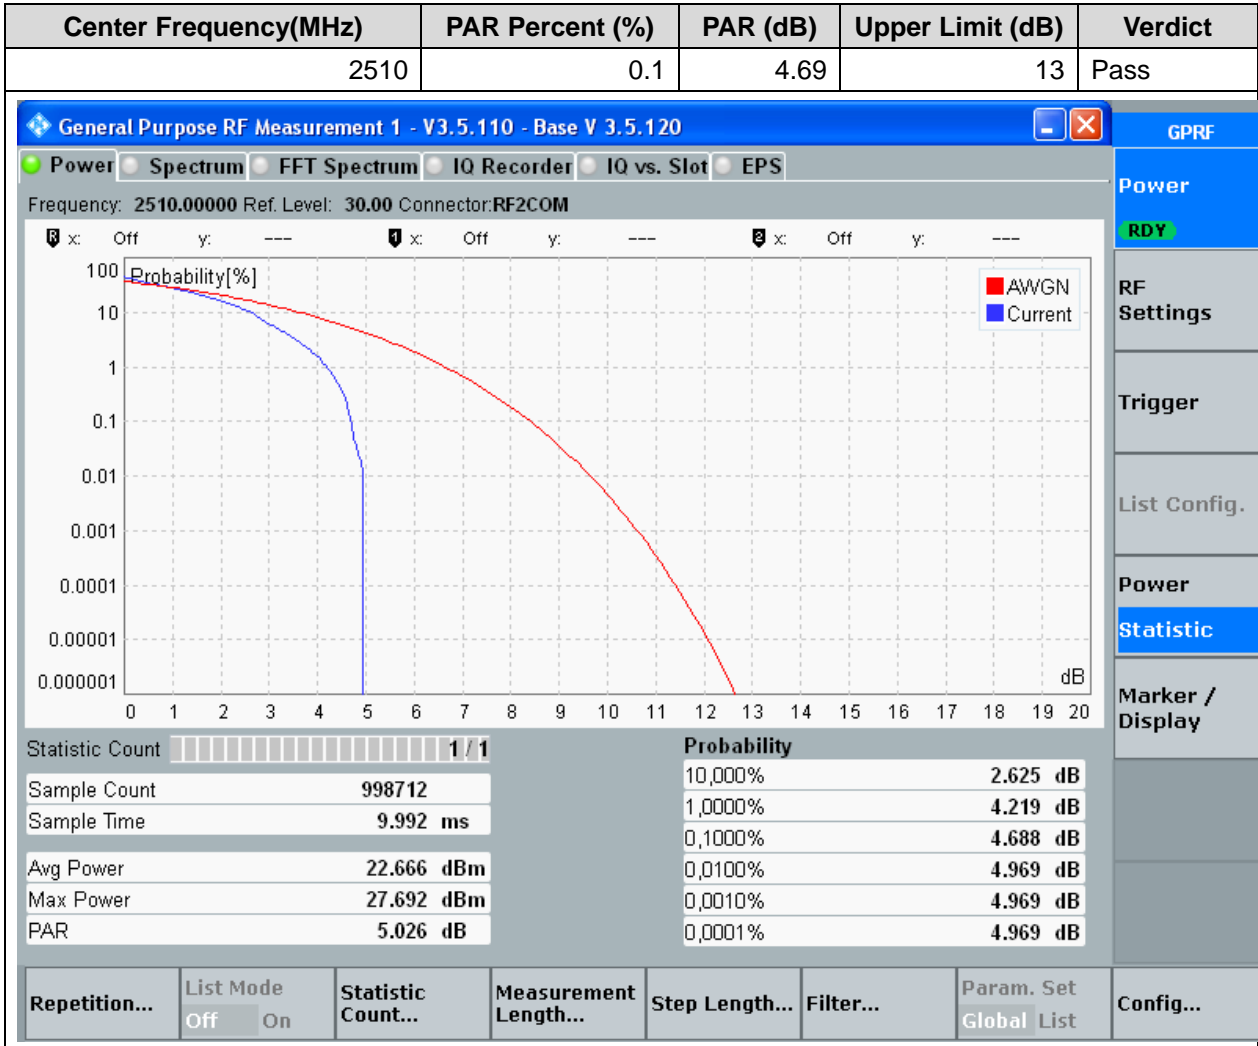 Center Frequency(MHz) PAR Percent (%) PAR (dB) Upper Limit (dB) Verdict
2510 0.1 4.69 13 Pass
General Purpose RF Measurement 1 - V3.5.110 - Base V 3.5.120
GPRF
Power Spectrum FFT Spectrum IQ Recorder IQ vs. Slot EPS
Frequency: 2510.00000 Ref. Level: 30.00 Connector:RF2COM
R x: Off y: --- 1 x: Off y: --- 2 x: Off y: ---
Probability[%]
AWGN
Current
100
10
1
0.1
0.01
0.001
0.0001
0.00001
0.000001
dB
0 1 2 3 4 5 6 7 8 9 10 11 12 13 14 15 16 17 18 19 20
Statistic Count 1 / 1
Sample Count 998712
Sample Time 9.992 ms
Avg Power 22.666 dBm
Max Power 27.692 dBm
PAR 5.026 dB
Probability
10,000% 2.625 dB
1,0000% 4.219 dB
0,1000% 4.688 dB
0,0100% 4.969 dB
0,0010% 4.969 dB
0,0001% 4.969 dB
Power
RDY
RF
Settings
Trigger
List Config.
Power
Statistic
Marker /
Display
Repetition...
List Mode
Off On
Statistic
Count...
Measurement
Length...
Step Length...
Filter...
Param. Set
Global List
Config...